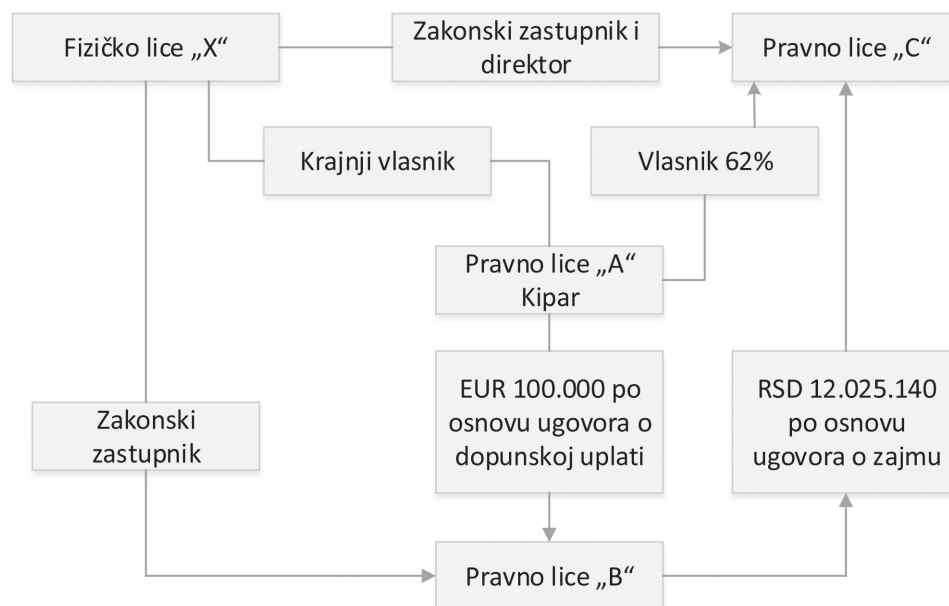 Fizičko lice „X“
Zakonski zastupnik i
direktor
Pravno lice „C“
Krajnji vlasnik
Vlasnik 62%
Pravno lice „A“
Kipar
EUR 100.000 po
osnovu ugovora o
dopunskoj uplati
RSD 12.025.140
po osnovu
ugovora o zajmu
Zakonski
zastupnik
Pravno lice „B“